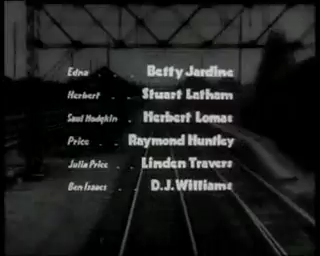 Edna . . Betty Jardine
Herbert . . Stuart Latham
Saul Hodgkin . . Herbert Lomas
Price . . Raymond Huntley
Julia Price . . Linden Travers
Ben Isaacs . . D.J.Williams